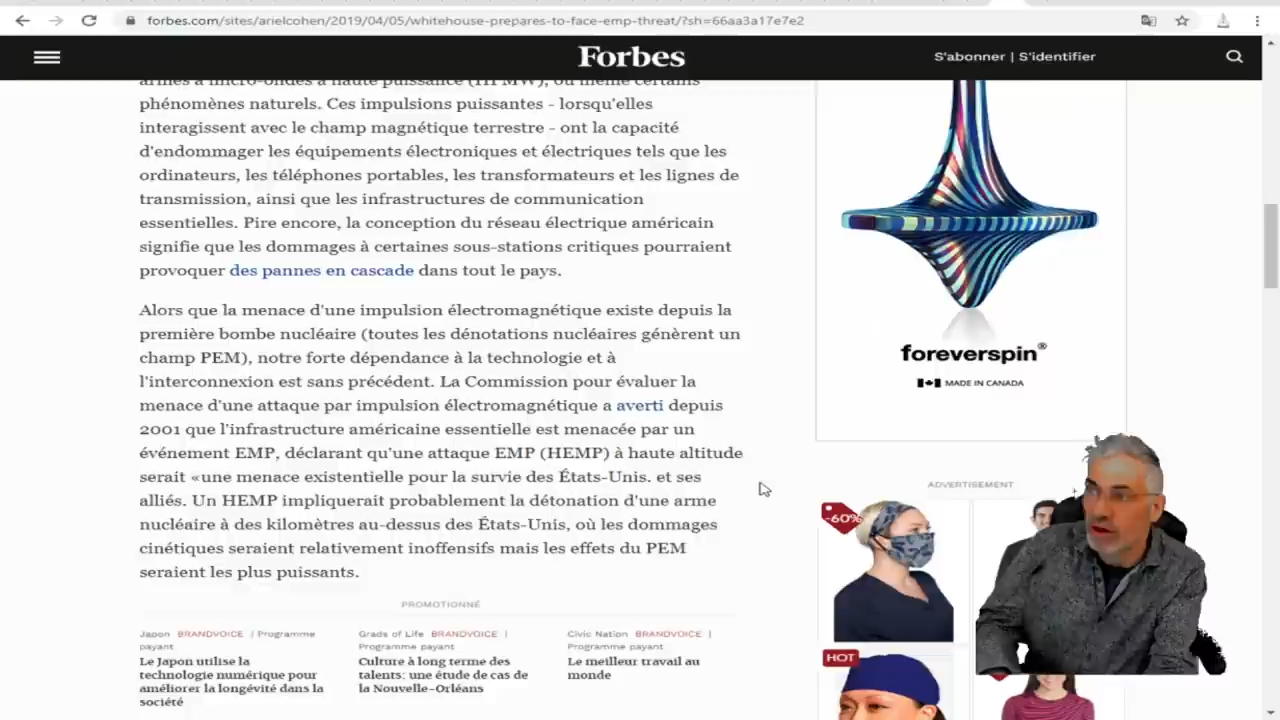 forbes.com/sites/arielcohen/2019/04/05/whitehouse-prepares-to-face-emp-threat/?sh=66aa3a17e7e2
Forbes
S'abonner | S'identifier
armes à micro-ondes à haute puissance (HPMW), ou même certains
phénomènes naturels. Ces impulsions puissantes - lorsqu'elles
interagissent avec le champ magnétique terrestre - ont la capacité
d'endommager les équipements électroniques et électriques tels que les
ordinateurs, les téléphones portables, les transformateurs et les lignes de
transmission, ainsi que les infrastructures de communication
essentielles. Pire encore, la conception du réseau électrique américain
signifie que les dommages à certaines sous-stations critiques pourraient
provoquer des pannes en cascade dans tout le pays.
Alors que la menace d'une impulsion électromagnétique existe depuis la
première bombe nucléaire (toutes les dénotations nucléaires génèrent un
champ PEM), notre forte dépendance à la technologie et à
l'interconnexion est sans précédent. La Commission pour évaluer la
menace d'une attaque par impulsion électromagnétique a averti depuis
2001 que l'infrastructure américaine essentielle est menacée par un
événement EMP, déclarant qu'une attaque EMP (HEMP) à haute altitude
serait «une menace existentielle pour la survie des États-Unis. et ses
alliés. Un HEMP impliquerait probablement la détonation d'une arme
nucléaire à des kilomètres au-dessus des États-Unis, où les dommages
cinétiques seraient relativement inoffensifs mais les effets du PEM
seraient les plus puissants.
foreverspin®
MADE IN CANADA
ADVERTISEMENT
-60%
HOT
PROMOTIONNÉ
Japon BRANDVOICE | Programme
payant
Le Japon utilise la
technologie numérique pour
améliorer la longévité dans la
société
Grads of Life BRANDVOICE |
Programme payant
Culture à long terme des
talents: une étude de cas de
la Nouvelle-Orléans
Civic Nation BRANDVOICE |
Programme payant
Le meilleur travail au
monde